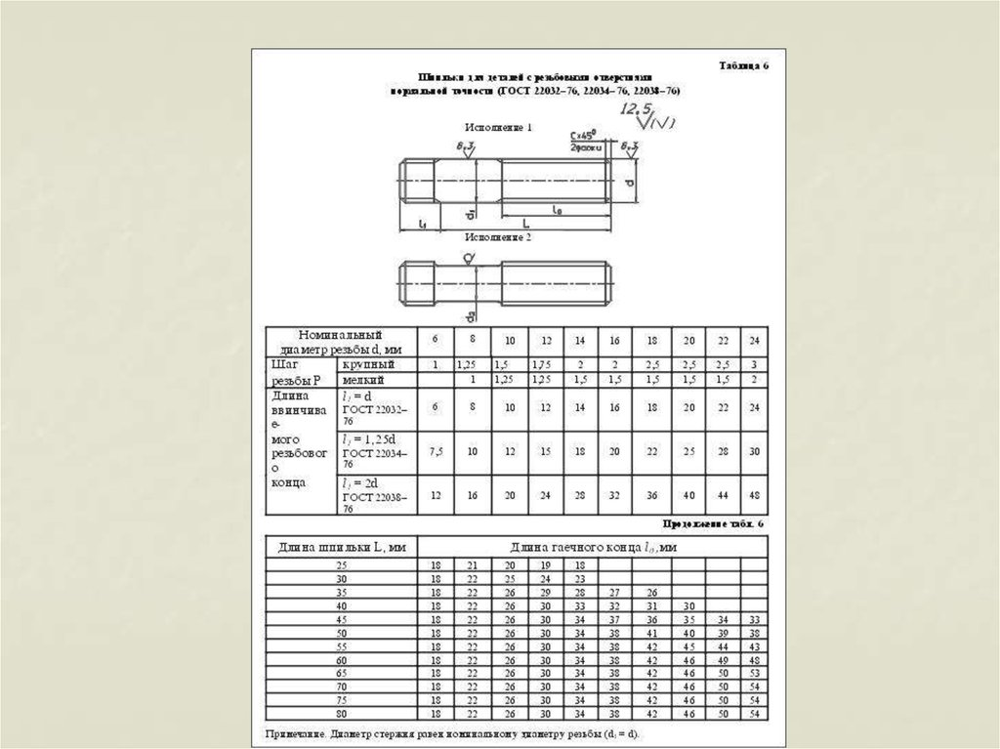 Таблица 6
Шпильки для деталей с резьбовыми отверстиями
нормальной точности (ГОСТ 22032–76, 22034–76, 22038–76)
12.5 (√)
Исполнение 1
6.3 C×45° 6.3
2фаски
d
d₁ l₀
l₁ L
Исполнение 2
d₂
Номинальный
диаметр резьбы d, мм 6 8 10 12 14 16 18 20 22 24
Шаг крупный 1 1,25 1,5 1,75 2 2 2,5 2,5 2,5 3
резьбы P мелкий 1 1,25 1,25 1,5 1,5 1,5 1,5 1,5 2
Длина l₁ = d
ввинчива ГОСТ 22032– 6 8 10 12 14 16 18 20 22 24
е- 76
мого l₁ = 1,25d
резьбовог ГОСТ 22034– 7,5 10 12 15 18 20 22 25 28 30
о 76
конца l₁ = 2d
ГОСТ 22038– 12 16 20 24 28 32 36 40 44 48
76
Продолжение табл. 6
Длина шпильки L, мм Длина гаечного конца l₀, мм
25 18 21 20 19 18
30 18 22 25 24 23
35 18 22 26 29 28 27 26
40 18 22 26 30 33 32 31 30
45 18 22 26 30 34 37 36 35 34 33
50 18 22 26 30 34 38 41 40 39 38
55 18 22 26 30 34 38 42 45 44 43
60 18 22 26 30 34 38 42 46 49 48
65 18 22 26 30 34 38 42 46 50 53
70 18 22 26 30 34 38 42 46 50 54
75 18 22 26 30 34 38 42 46 50 54
80 18 22 26 30 34 38 42 46 50 54
Примечание. Диаметр стержня равен номинальному диаметру резьбы (d₁ = d).